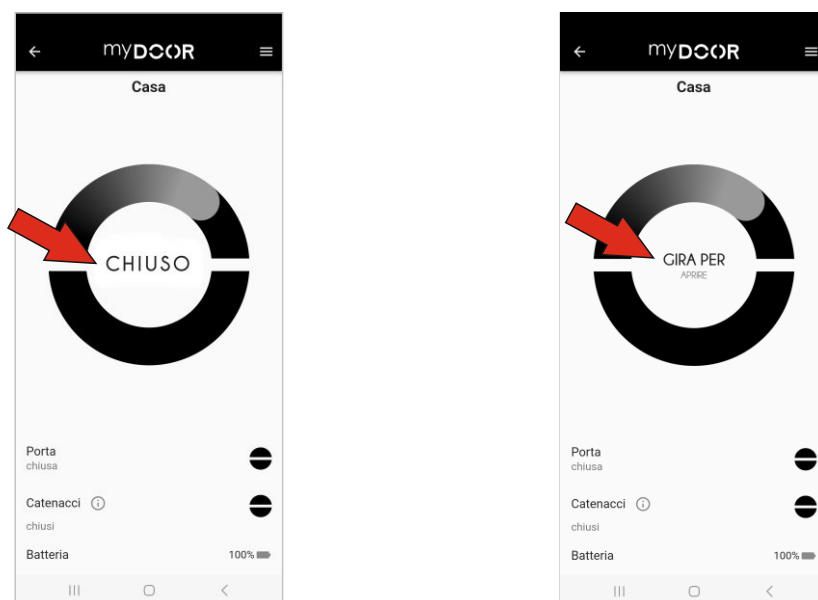 myDOOR
Casa
CHIUSO
Porta
chiusa
Catenacci
chiusi
Batteria 100%
myDOOR
Casa
GIRA PER
APRIRE
Porta
chiusa
Catenacci
chiusi
Batteria 100%